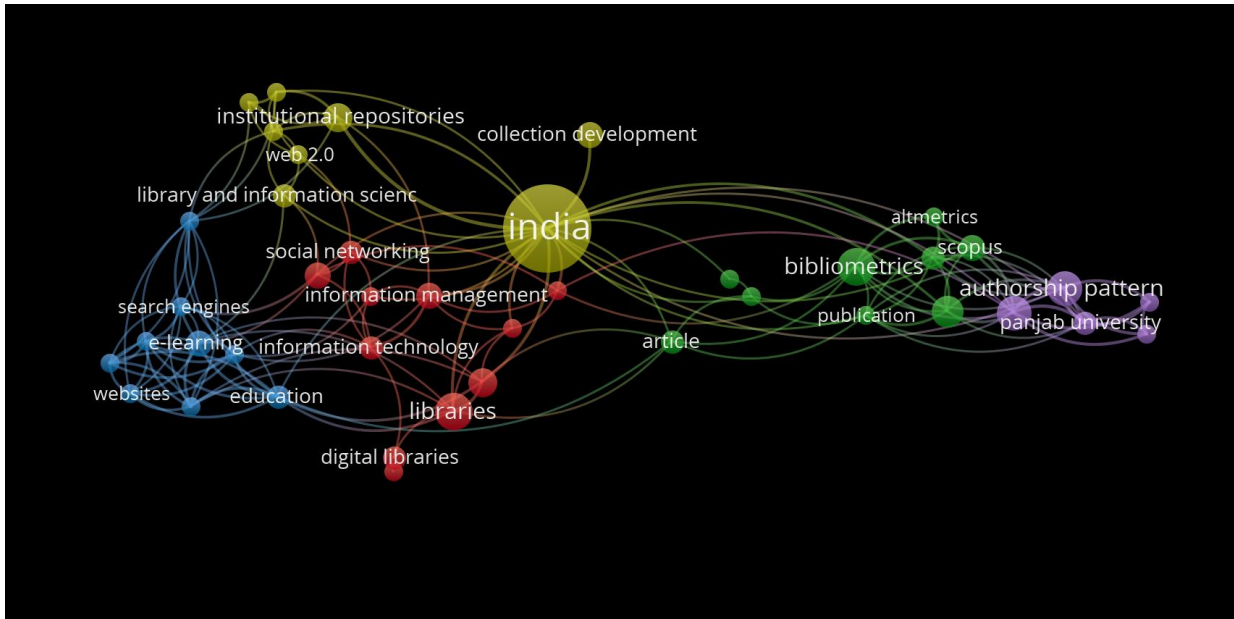 institutional repositories
collection development
web 2.0
library and information scienc
india
altmetrics
social networking
scopus
bibliometrics
authorship pattern
information management
search engines
publication
panjab university
e-learning
information technology
article
websites
education
libraries
digital libraries